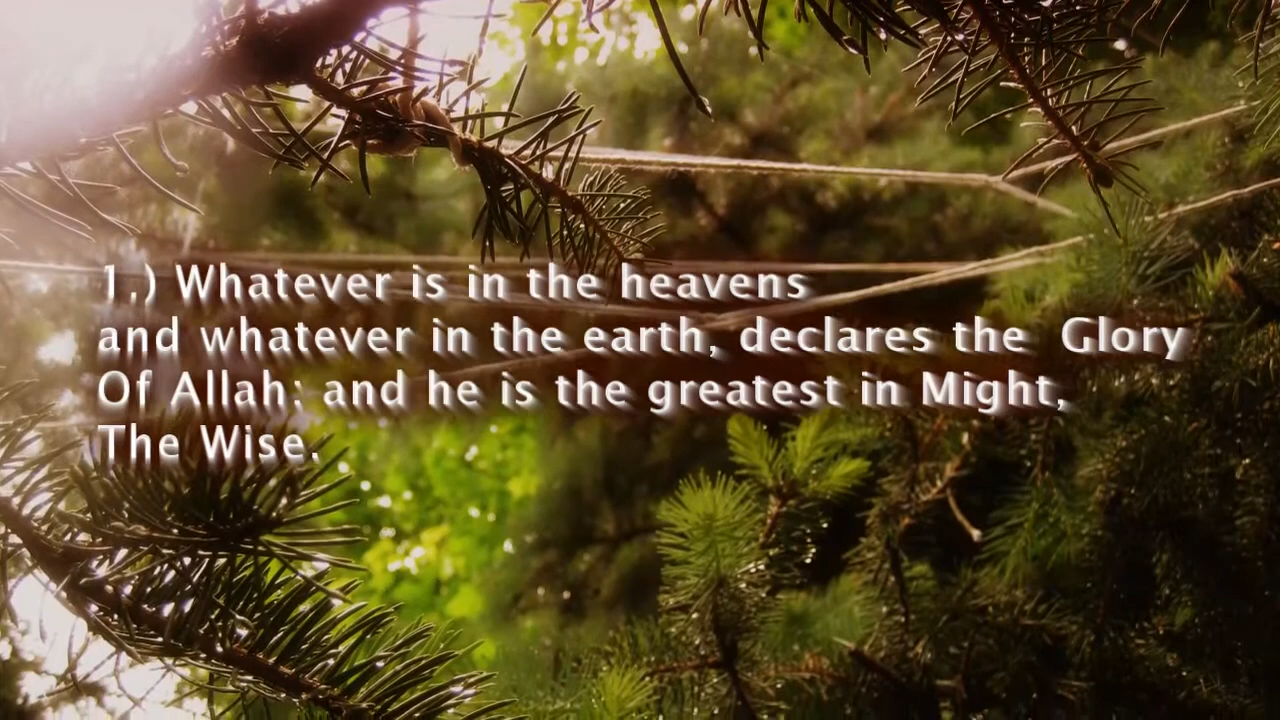 1.) Whatever is in the heavens
and whatever in the earth, declares the Glory
Of Allah: and he is the greatest in Might,
The Wise.